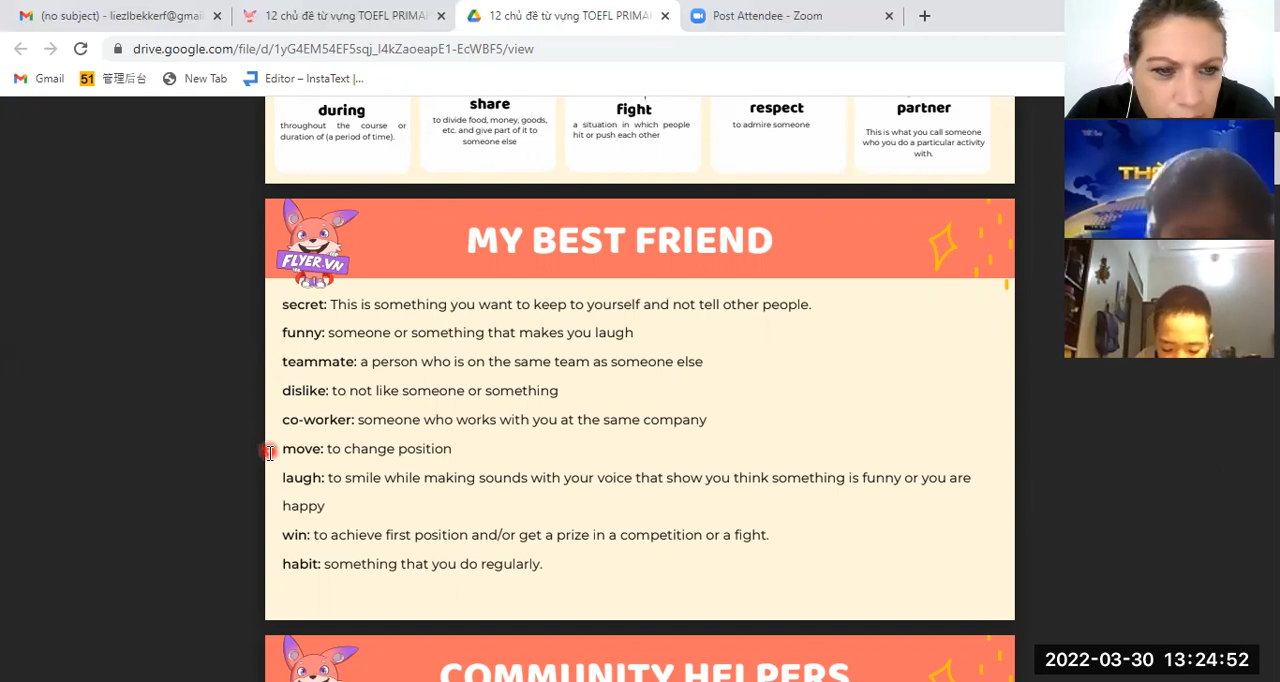 (no subject) - liezlbekkerf@gmai
12 chủ đề từ vựng TOEFL PRIMA
12 chủ đề từ vựng TOEFL PRIMA
Post Attendee - Zoom
drive.google.com/file/d/1yG4EM54EF5sqj_l4kZaoeapE1-EcWBF5/view
Gmail
51 管理后台
New Tab
Editor – InstaText |...
during
throughout the course or
duration of (a period of time).
share
to divide food, money, goods,
etc. and give part of it to
someone else
fight
a situation in which people
hit or push each other
respect
to admire someone
partner
This is what you call someone
who you do a particular activity
with.
FLYER.VN
MY BEST FRIEND
secret: This is something you want to keep to yourself and not tell other people.
funny: someone or something that makes you laugh
teammate: a person who is on the same team as someone else
dislike: to not like someone or something
co-worker: someone who works with you at the same company
move: to change position
laugh: to smile while making sounds with your voice that show you think something is funny or you are
happy
win: to achieve first position and/or get a prize in a competition or a fight.
habit: something that you do regularly.
COMMUNITY HELPERS
2022-03-30 13:24:52